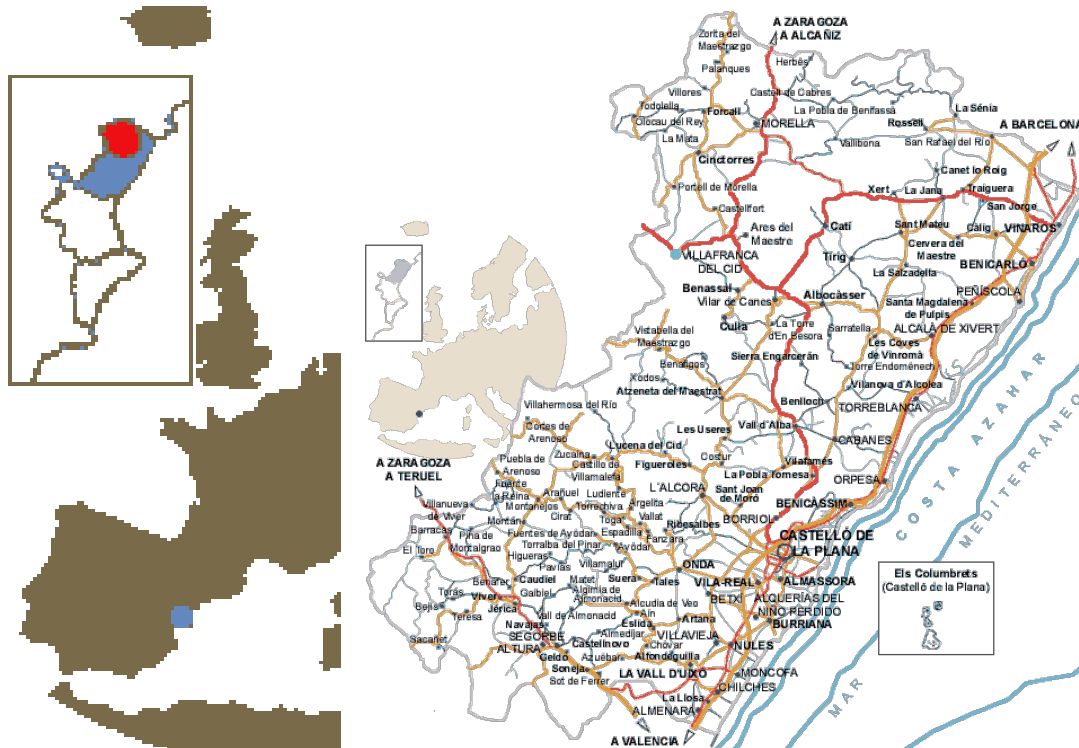 A ZARAGOZA
A ALCAÑIZ
Zorita del
Maestrazgo
Palanques
Herbés
Villores
Castell de Cabres
Todolella
Forcall
La Pobla de Benifassà
La Sénia
Olocau del Rey
MORELLA
Rossell
A BARCELONA
La Mata
Vallibona
San Rafael del Río
Cinctorres
Canet lo Roig
Portell de Morella
Xert
La Jana
Traiguera
San Jorge
Castellfort
Ares del
Maestre
Catí
Sant Mateu
Càlig
VINARÒS
VILLAFRANCA
DEL CID
Tírig
Cervera del
Maestre
BENICARLÓ
La Salzadella
Benassal
Vilar de Canes
Albocàsser
Santa Magdalena
de Pulpis
PEÑÍSCOLA
Culla
La Torre
d'En Besora
Sarratella
ALCALÀ DE XIVERT
Vistabella del
Maestrazgo
Sierra Engarcerán
Les Coves
de Vinromà
Benafigos
Torre Endoménech
Xodos
Atzeneta del Maestrat
Benlloch
Vilanova d'Alcolea
TORREBLANCA
Villahermosa del Río
Cortes de
Arenoso
Les Useres
Vall d'Alba
CABANES
Lucena del Cid
Zucaina
Costur
Vilafamés
A ZARAGOZA
A TERUEL
Puebla de
Arenoso
Castillo de
Villamalefa
Figueroles
La Pobla Tornesa
ORPESA
Fuente
la Reina
Arañuel
Ludiente
L'ALCORA
Sant Joan
de Moró
Villanueva
de Viver
Montanejos
Torrechiva
Argelita
BENICÀSSIM
Montán
Cirat
Toga
Vallat
Ribesalbes
BORRIOL
Barracas
Pina de
Montalgrao
Fuentes de Ayódar
Espadilla
Fanzara
CASTELLÓ DE
LA PLANA
El Toro
Torralba del Pinar
Ayódar
Higueras
Pavías
Villamalur
ONDA
Benafer
Caudiel
Matet
Suera
Tales
VILA-REAL
ALMASSORA
Torás
Gaibiel
Algimia de
Almonacid
BETXÍ
ALQUERÍAS DEL
NIÑO PERDIDO
Bejís
Viver
Jérica
Alcudia de Veo
Teresa
Vall de Almonacid
Aín
Artana
BURRIANA
Navajas
Eslida
Almedíjar
VILLAVIEJA
Sacañet
SEGORBE
ALTURA
Castelnovo
Chóvar
NULES
Geldo
Azuébar
Alfondeguilla
Soneja
Sot de Ferrer
LA VALL D'UIXÓ
MONCOFA
CHILCHES
La Llosa
ALMENARA
A VALENCIA
COSTA AZAHAR
MAR MEDITERRÁNEO
Els Columbrets
(Castelló de la Plana)